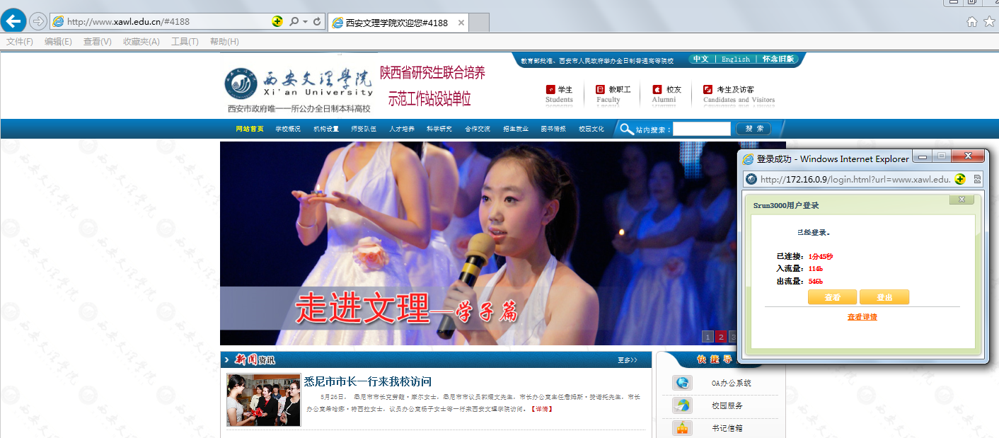 http://www.xawl.edu.cn/#4188
西安文理学院欢迎您#4188
文件(F) 编辑(E) 查看(V) 收藏夹(A) 工具(T) 帮助(H)
教育部批准、西安市人民政府举办全日制普通高等院校
中文 | English | 怀念旧版
西安文理学院
Xi'an University
西安市政府唯一一所公办全日制本科高校
陕西省研究生联合培养
示范工作站设站单位
学生
Students
教职工
Faculty
校友
Alumni
考生及访客
Candidates and Visitors
网站首页 学校概况 机构设置 师资队伍 人才培养 科学研究 合作交流 招生就业 图书情报 校园文化
站内搜索：
搜 索
走进文理—学子篇
1 2 3
登录成功 - Windows Internet Explorer
http://172.16.0.9/login.html?url=www.xawl.edu.
Srun3000用户登录
已经登录。
已连接：1分45秒
入流量：114b
出流量：546b
查看 登出
查看详情
新闻资讯
更多>>
悉尼市市长一行来我校访问
5月26日， 悉尼市市长克劳馥·摩尔女士，悉尼市市议员郭耀文先生，市长办公室主任詹姆斯·赞诺托先生，市长
办公室希哈娜·特西拉女士，议员办公室杨子女士等一行来西安文理学院访问。【详情】
快 捷 导
OA办公系统
校园服务
书记信箱